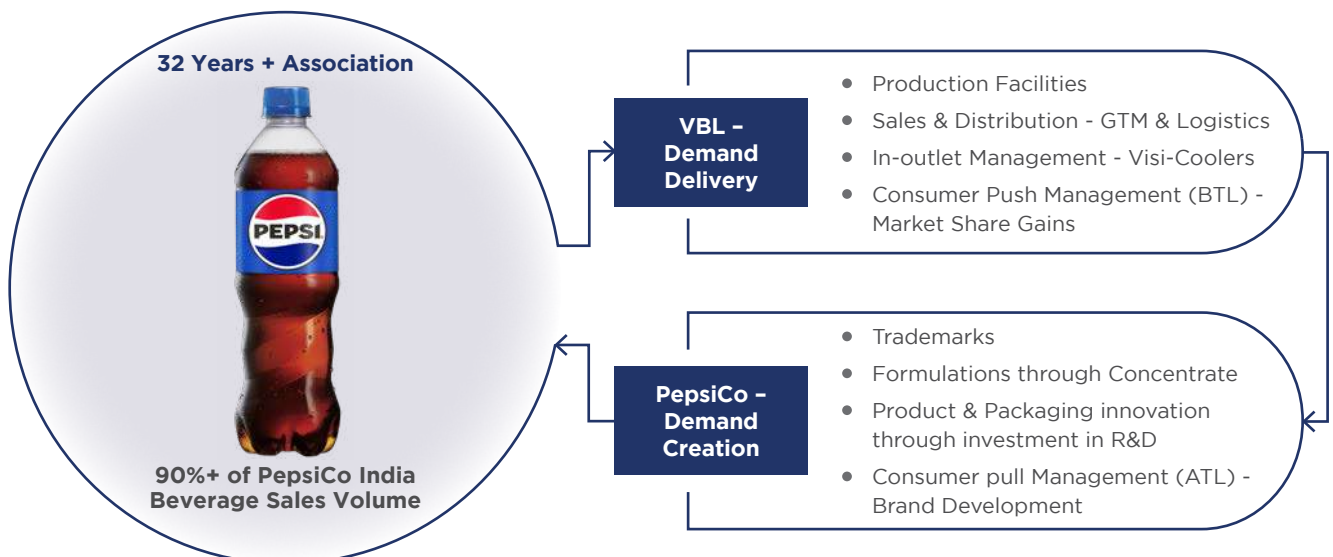 32 Years + Association
PEPSI
90%+ of PepsiCo India
Beverage Sales Volume
VBL –
Demand
Delivery
● Production Facilities
● Sales & Distribution - GTM & Logistics
● In-outlet Management - Visi-Coolers
● Consumer Push Management (BTL) -
Market Share Gains
PepsiCo –
Demand
Creation
● Trademarks
● Formulations through Concentrate
● Product & Packaging innovation
through investment in R&D
● Consumer pull Management (ATL) -
Brand Development